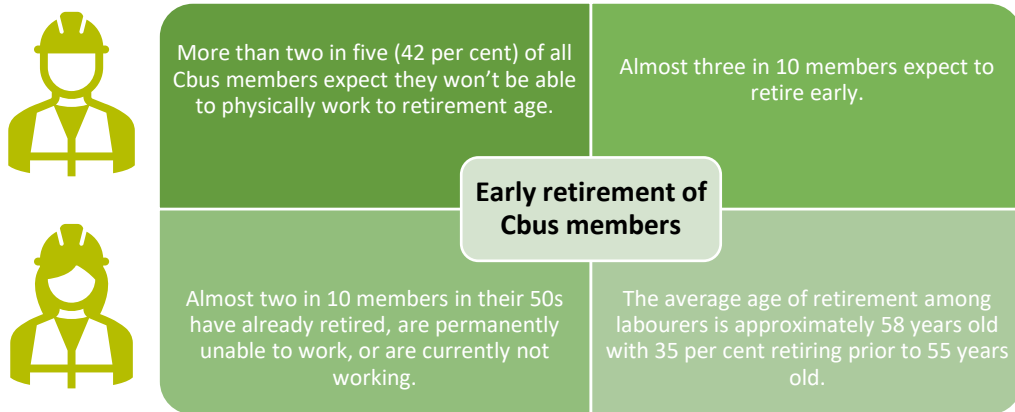 More than two in five (42 per cent) of all
Cbus members expect they won’t be able
to physically work to retirement age.
Almost three in 10 members expect to
retire early.
Early retirement of
Cbus members
Almost two in 10 members in their 50s
have already retired, are permanently
unable to work, or are currently not
working.
The average age of retirement among
labourers is approximately 58 years old
with 35 per cent retiring prior to 55 years
old.